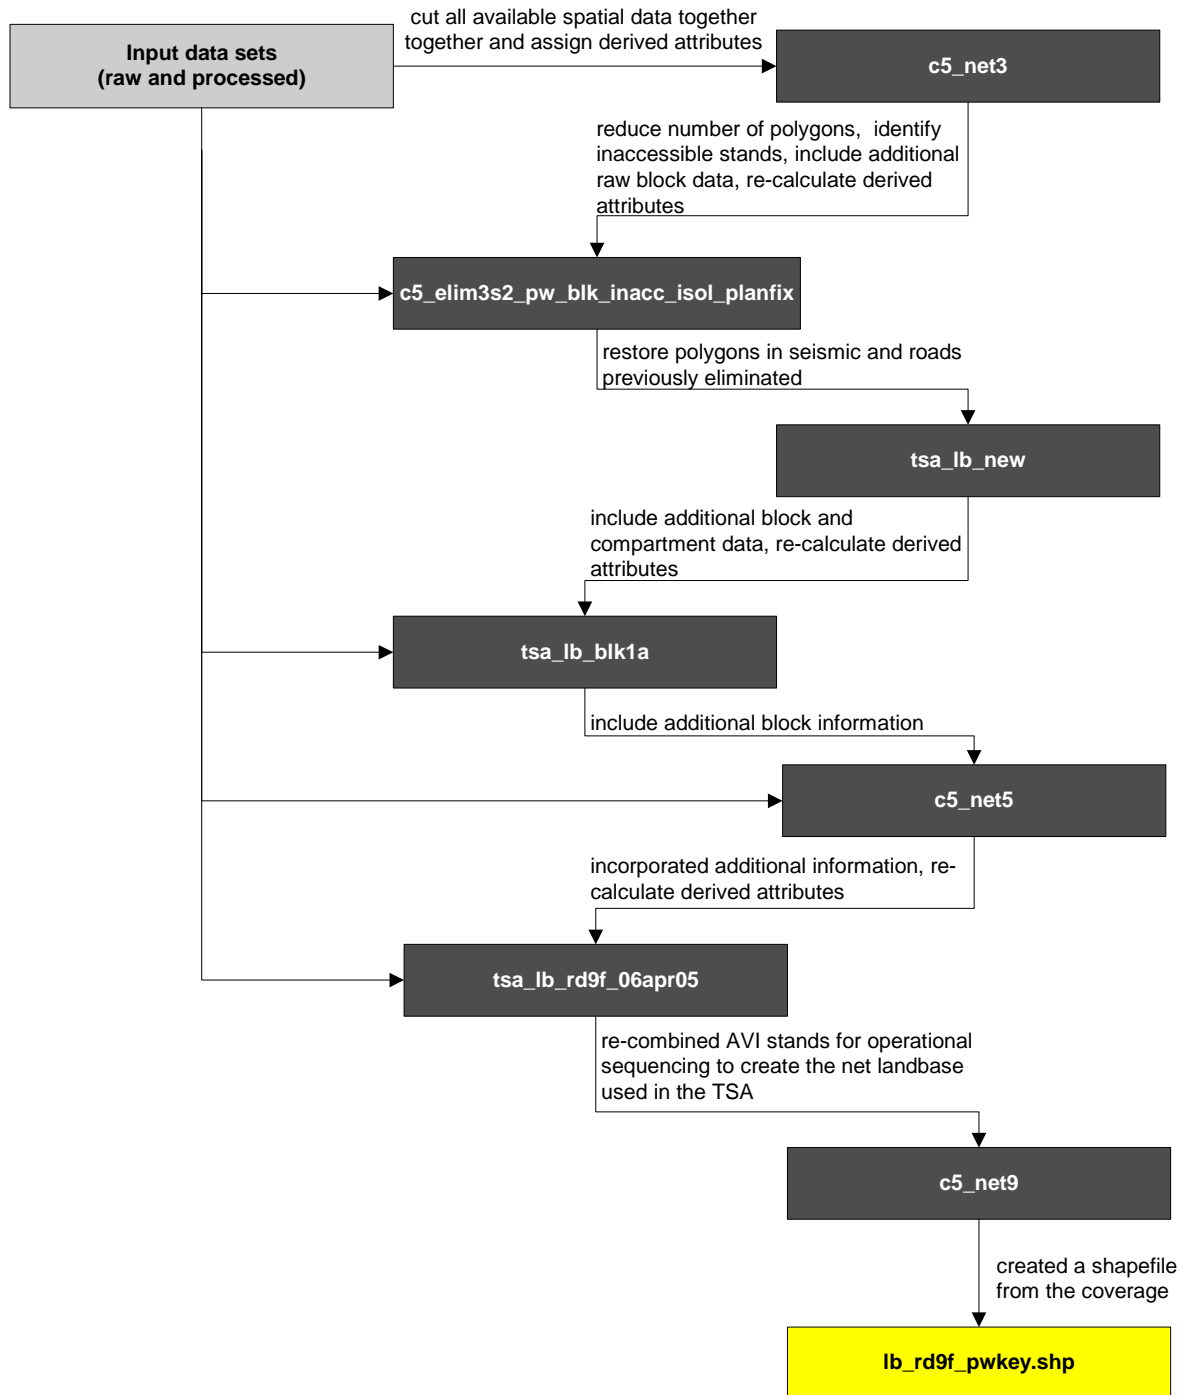 cut all available spatial data together
together and assign derived attributes
Input data sets
(raw and processed)
c5_net3
reduce number of polygons,  identify
inaccessible stands, include additional
raw block data, re-calculate derived
attributes
c5_elim3s2_pw_blk_inacc_isol_planfix
restore polygons in seismic and roads
previously eliminated
tsa_lb_new
include additional block and
compartment data, re-calculate derived
attributes
tsa_lb_blk1a
include additional block information
c5_net5
incorporated additional information, re-
calculate derived attributes
tsa_lb_rd9f_06apr05
re-combined AVI stands for operational
sequencing to create the net landbase
used in the TSA
c5_net9
created a shapefile
from the coverage
lb_rd9f_pwkey.shp